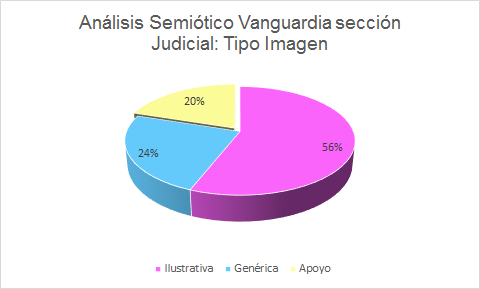 Análisis Semiótico Vanguardia sección
Judicial: Tipo Imagen
20%
24%
56%
Ilustrativa Genérica Apoyo